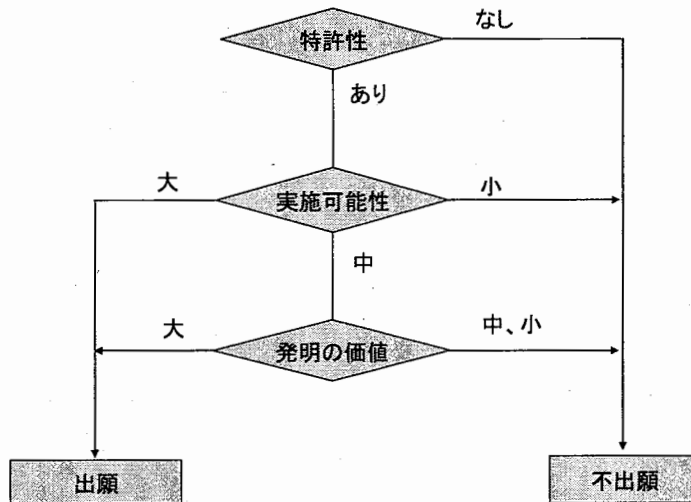 なし
特許性
あり
大
実施可能性
小
中
大
発明の価値
中、小
出願
不出願